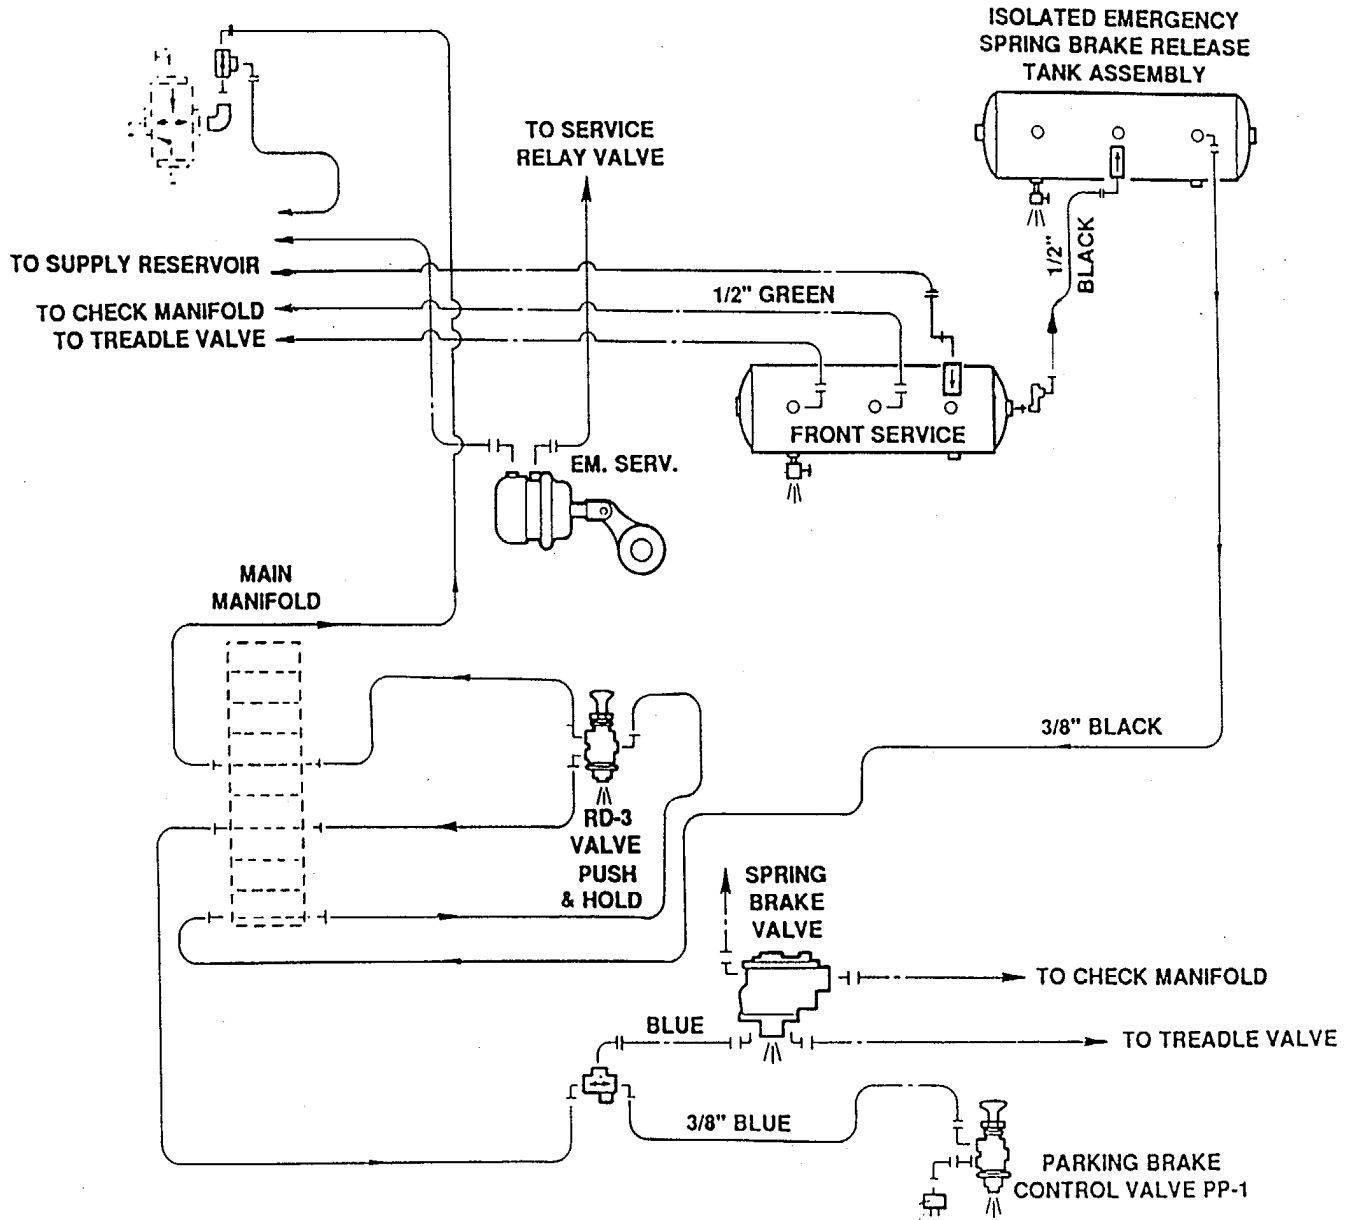 ISOLATED EMERGENCY
SPRING BRAKE RELEASE
TANK ASSEMBLY
TO SERVICE
RELAY VALVE
1/2"
BLACK
TO SUPPLY RESERVOIR
1/2" GREEN
TO CHECK MANIFOLD
TO TREADLE VALVE
FRONT SERVICE
EM. SERV.
MAIN
MANIFOLD
3/8" BLACK
RD-3
VALVE
PUSH
& HOLD
SPRING
BRAKE
VALVE
TO CHECK MANIFOLD
BLUE
TO TREADLE VALVE
3/8" BLUE
PARKING BRAKE
CONTROL VALVE PP-1